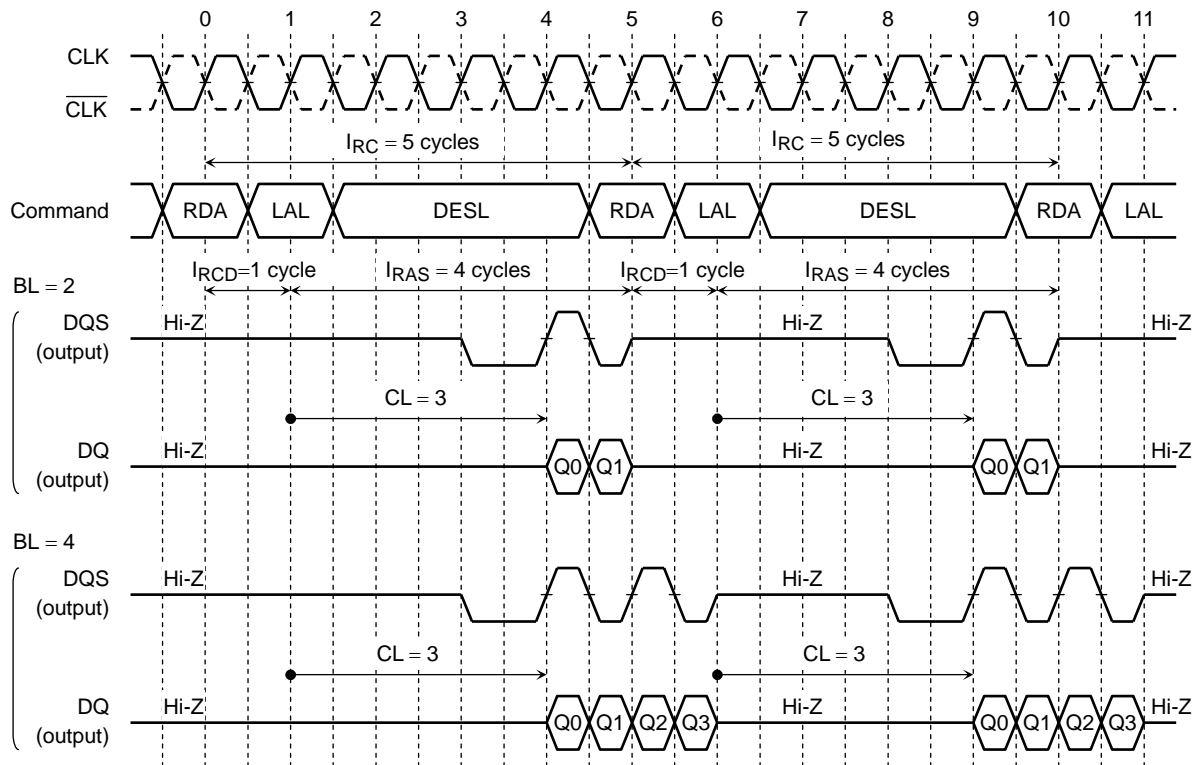 0 1 2 3 4 5 6 7 8 9 10 11
CLK
CLK
IRC = 5 cycles IRC = 5 cycles
Command RDA LAL DESL RDA LAL DESL RDA LAL
IRCD=1 cycle IRAS = 4 cycles IRCD=1 cycle IRAS = 4 cycles
BL = 2
DQS Hi-Z Hi-Z Hi-Z
(output)
CL = 3 CL = 3
DQ Hi-Z Q0 Q1 Hi-Z Q0 Q1 Hi-Z
(output)
BL = 4
DQS Hi-Z Hi-Z Hi-Z
(output)
CL = 3 CL = 3
DQ Hi-Z Q0 Q1 Q2 Q3 Hi-Z Q0 Q1 Q2 Q3 Hi-Z
(output)